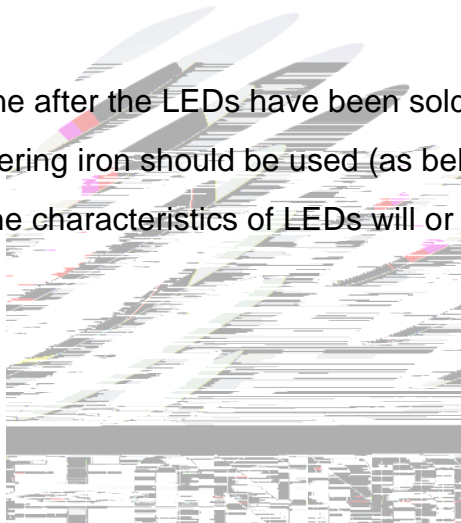 ne after the LEDs have been sold
ering iron should be used (as bel
ne characteristics of LEDs will or